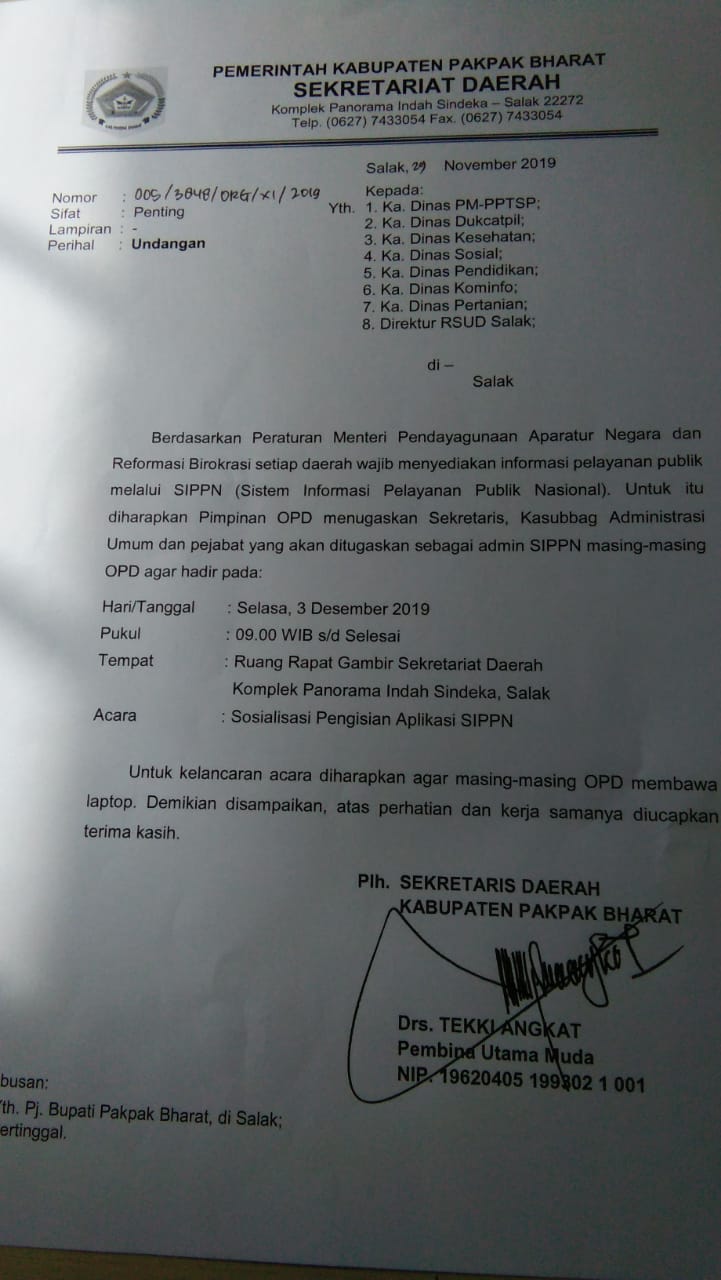 PEMERINTAH KABUPATEN PAKPAK BHARAT
SEKRETARIAT DAERAH
Komplek Panorama Indah Sindeka – Salak 22272
Telp. (0627) 7433054 Fax. (0627) 7433054
Salak, 29 November 2019
Nomor : 005/3848/ORG/XI/2019
Sifat : Penting
Lampiran : -
Perihal : Undangan
Kepada:
Yth. 1. Ka. Dinas PM-PPTSP;
2. Ka. Dinas Dukcatpil;
3. Ka. Dinas Kesehatan;
4. Ka. Dinas Sosial;
5. Ka. Dinas Pendidikan;
6. Ka. Dinas Kominfo;
7. Ka. Dinas Pertanian;
8. Direktur RSUD Salak;
di –
Salak
Berdasarkan Peraturan Menteri Pendayagunaan Aparatur Negara dan
Reformasi Birokrasi setiap daerah wajib menyediakan informasi pelayanan publik
melalui SIPPN (Sistem Informasi Pelayanan Publik Nasional). Untuk itu
diharapkan Pimpinan OPD menugaskan Sekretaris, Kasubbag Administrasi
Umum dan pejabat yang akan ditugaskan sebagai admin SIPPN masing-masing
OPD agar hadir pada:
Hari/Tanggal : Selasa, 3 Desember 2019
Pukul : 09.00 WIB s/d Selesai
Tempat : Ruang Rapat Gambir Sekretariat Daerah
Komplek Panorama Indah Sindeka, Salak
Acara : Sosialisasi Pengisian Aplikasi SIPPN
Untuk kelancaran acara diharapkan agar masing-masing OPD membawa
laptop. Demikian disampaikan, atas perhatian dan kerja samanya diucapkan
terima kasih.
Plh. SEKRETARIS DAERAH
KABUPATEN PAKPAK BHARAT
Drs. TEKKI ANGKAT
Pembina Utama Muda
NIP. 19620405 199302 1 001
busan:
th. Pj. Bupati Pakpak Bharat, di Salak;
ertinggal.